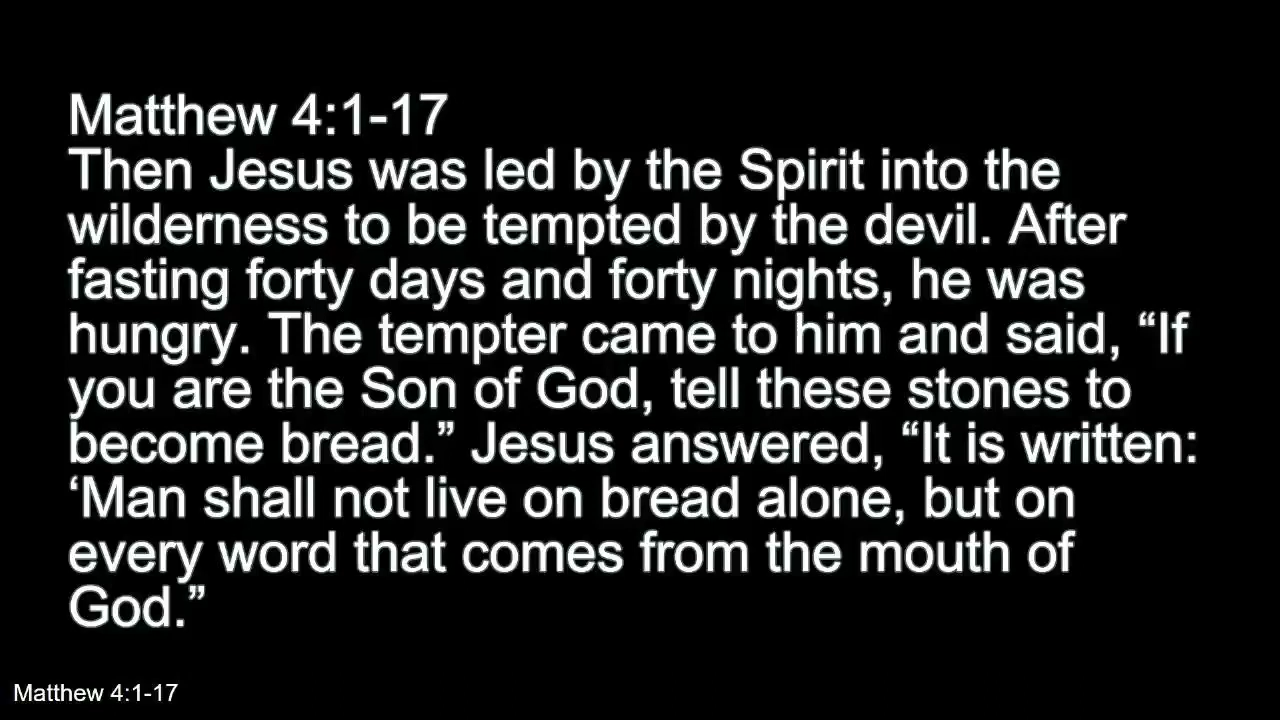 Matthew 4:1-17
Then Jesus was led by the Spirit into the
wilderness to be tempted by the devil. After
fasting forty days and forty nights, he was
hungry. The tempter came to him and said, “If
you are the Son of God, tell these stones to
become bread.” Jesus answered, “It is written:
‘Man shall not live on bread alone, but on
every word that comes from the mouth of
God.”
Matthew 4:1-17